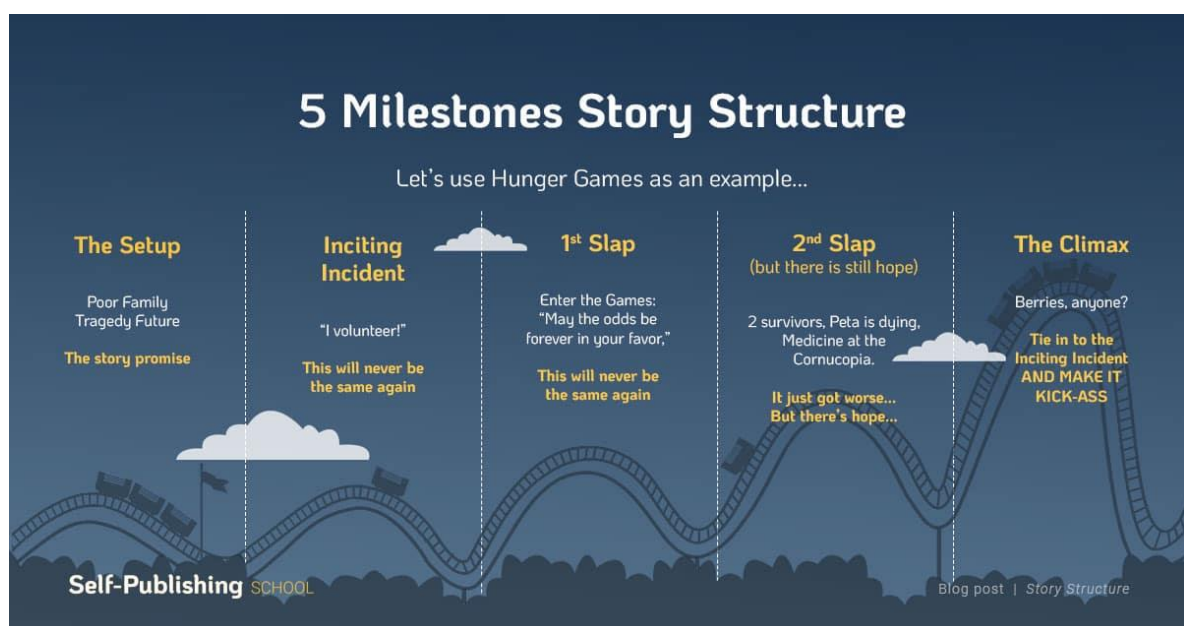 5 Milestones Story Structure
Let's use Hunger Games as an example...
The Setup
Poor Family
Tragedy Future
The story promise
Inciting
Incident
"I volunteer!"
This will never be
the same again
1st Slap
Enter the Games:
"May the odds be
forever in your favor,"
This will never be
the same again
2nd Slap
(but there is still hope)
2 survivors, Peta is dying,
Medicine at the
Cornucopia.
It just got worse...
But there's hope...
The Climax
Berries, anyone?
Tie in to the
Inciting Incident
AND MAKE IT
KICK-ASS
Self-Publishing SCHOOL
Blog post | Story Structure